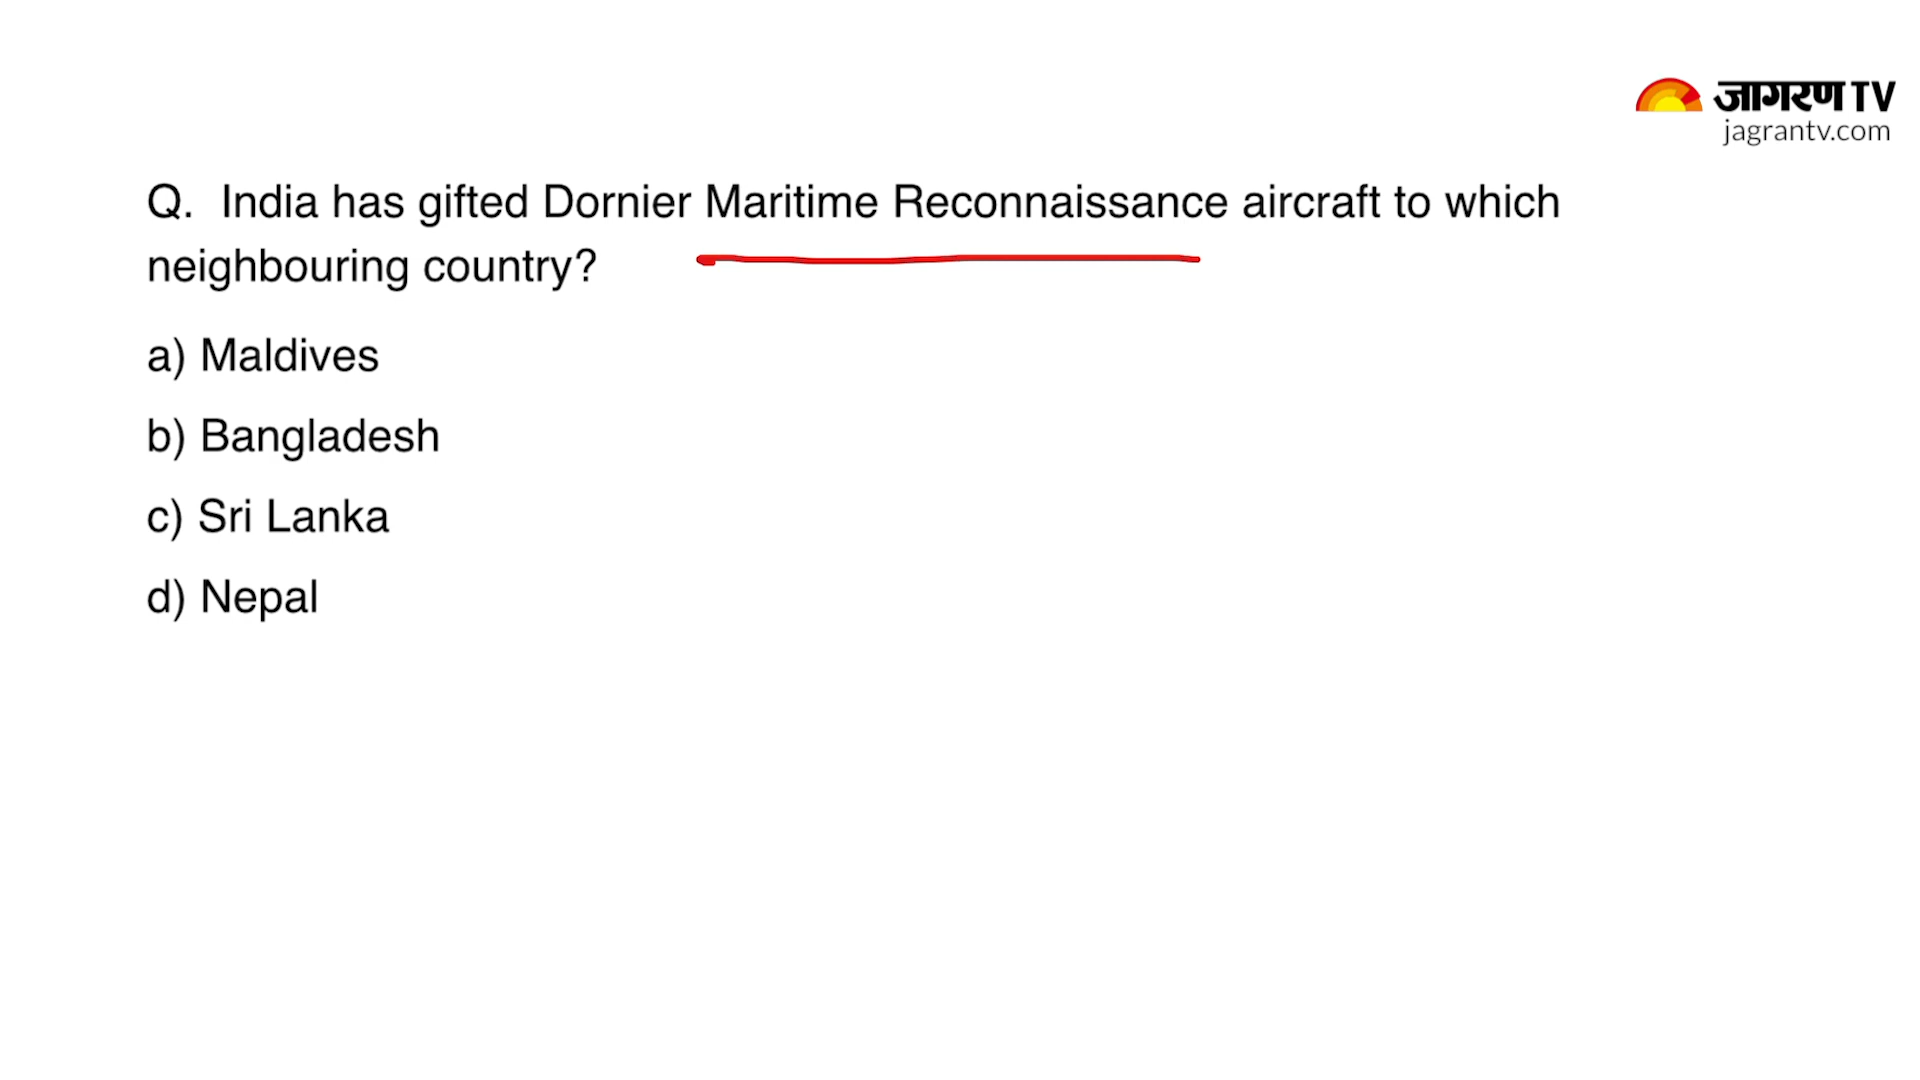 जागरण TV
jagrantv.com
Q. India has gifted Dornier Maritime Reconnaissance aircraft to which
neighbouring country?
a) Maldives
b) Bangladesh
c) Sri Lanka
d) Nepal